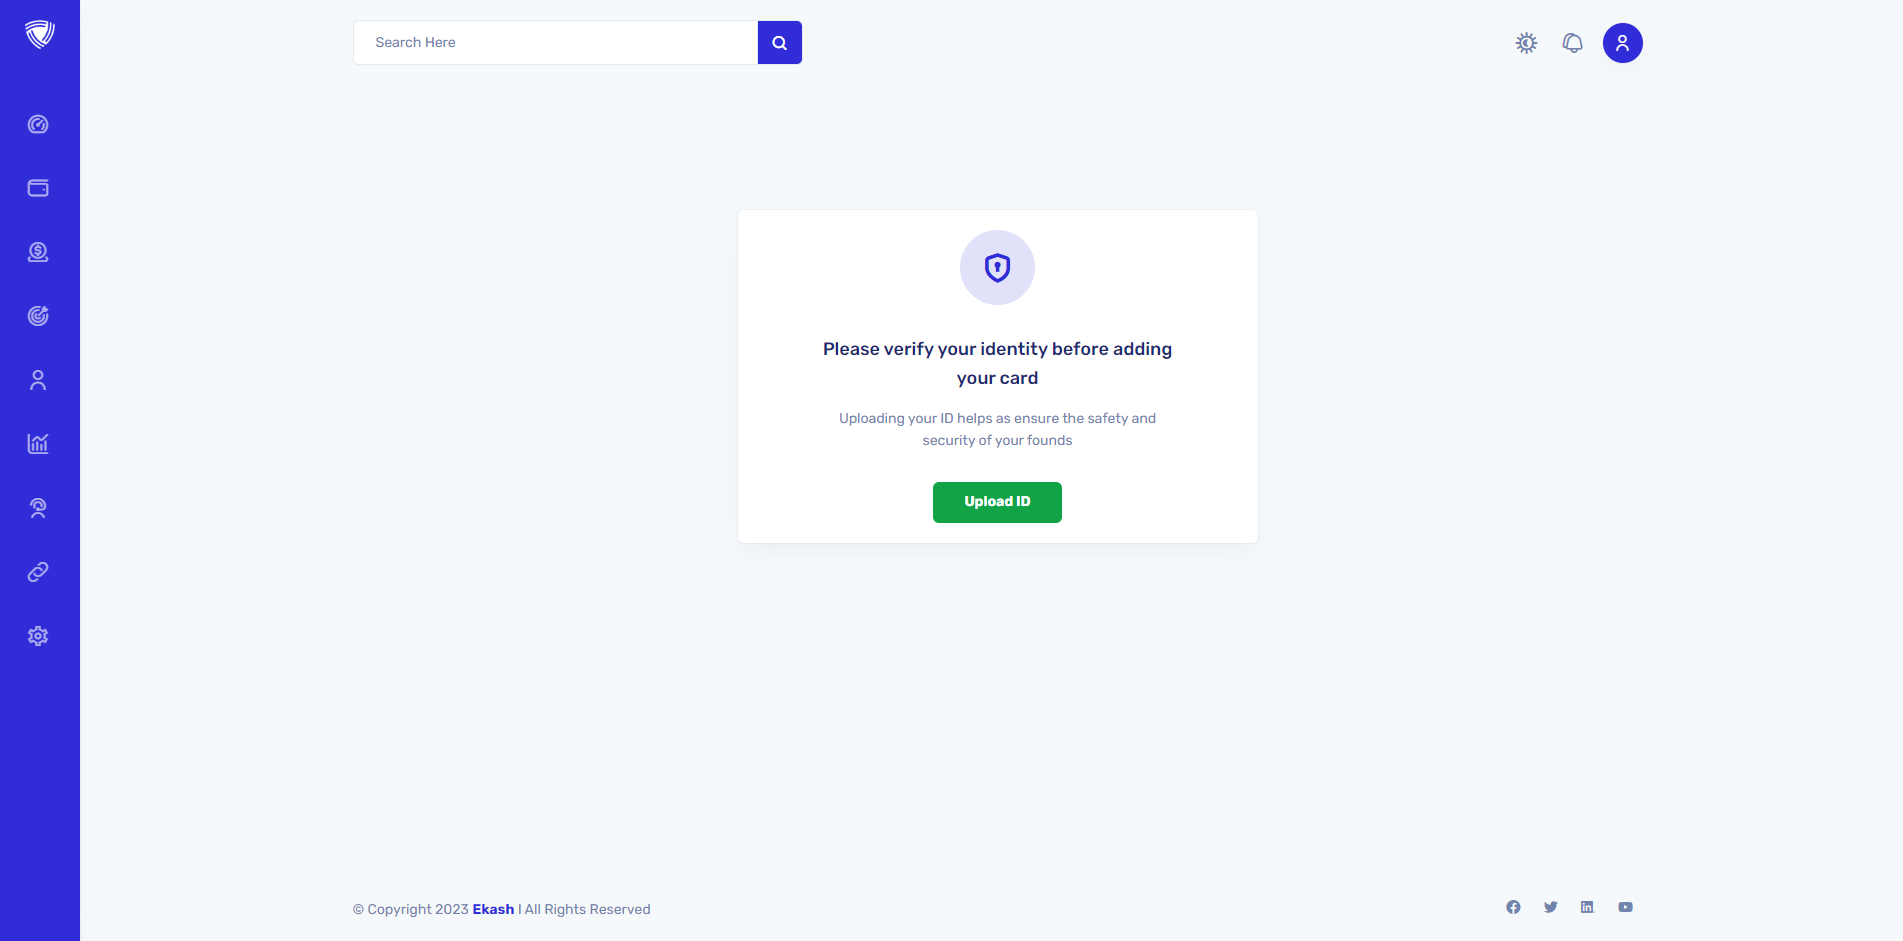 Search Here
Please verify your identity before adding
your card
Uploading your ID helps as ensure the safety and
security of your founds
Upload ID
© Copyright 2023 Ekash I All Rights Reserved